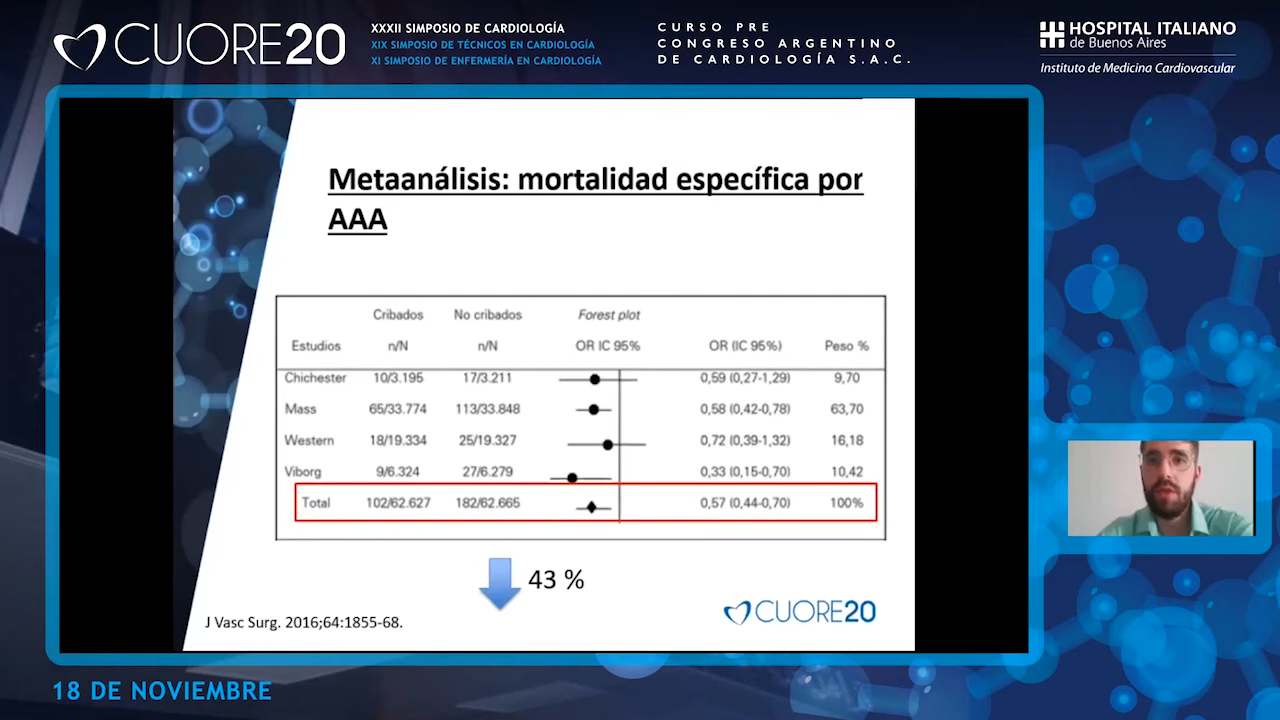 CUORE20
XXXII SIMPOSIO DE CARDIOLOGÍA
XIX SIMPOSIO DE TÉCNICOS EN CARDIOLOGÍA
XI SIMPOSIO DE ENFERMERÍA EN CARDIOLOGÍA
CURSO PRE
CONGRESO ARGENTINO
DE CARDIOLOGÍA S.A.C.
HOSPITAL ITALIANO
de Buenos Aires
Instituto de Medicina Cardiovascular
Metaanálisis: mortalidad específica por
AAA
Cribados No cribados Forest plot
Estudios n/N n/N OR IC 95% OR (IC 95%) Peso %
Chichester 10/3.195 17/3.211 0,59 (0,27-1,29) 9,70
Mass 65/33.774 113/33.848 0,58 (0,42-0,78) 63,70
Western 18/19.334 25/19.327 0,72 (0,39-1,32) 16,18
Viborg 9/6.324 27/6.279 0,33 (0,15-0,70) 10,42
Total 102/62.627 182/62.665 0,57 (0,44-0,70) 100%
43 %
J Vasc Surg. 2016;64:1855-68.
CUORE20
18 DE NOVIEMBRE